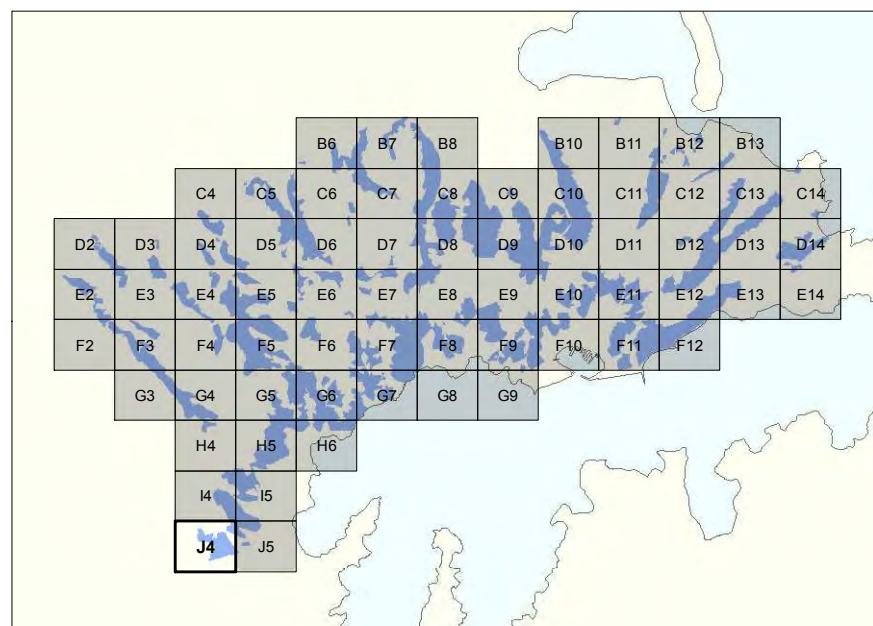 B6 B7 B8 B10 B11 B12 B13
C4 C5 C6 C7 C8 C9 C10 C11 C12 C13 C14
D2 D3 D4 D5 D6 D7 D8 D9 D10 D11 D12 D13 D14
E2 E3 E4 E5 E6 E7 E8 E9 E10 E11 E12 E13 E14
F2 F3 F4 F5 F6 F7 F8 F9 F10 F11 F12
G3 G4 G5 G6 G7 G8 G9
H4 H5 H6
I4 I5
J4 J5